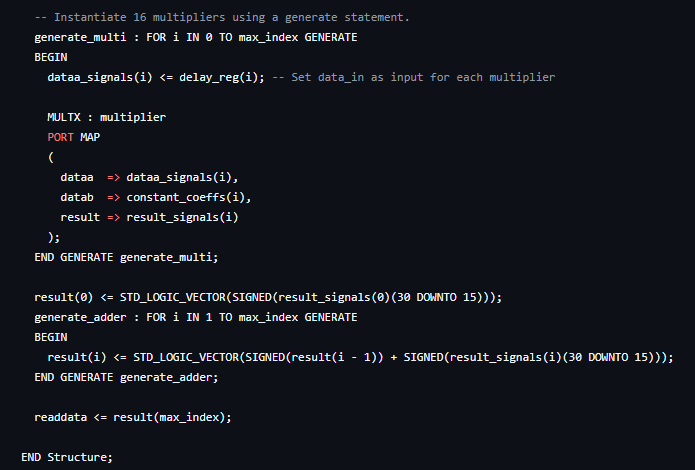 -- Instantiate 16 multipliers using a generate statement.
generate_multi : FOR i IN 0 TO max_index GENERATE
BEGIN
dataa_signals(i) <= delay_reg(i); -- Set data_in as input for each multiplier
MULTX : multiplier
PORT MAP
(
dataa => dataa_signals(i),
datab => constant_coeffs(i),
result => result_signals(i)
);
END GENERATE generate_multi;
result(0) <= STD_LOGIC_VECTOR(SIGNED(result_signals(0)(30 DOWNTO 15)));
generate_adder : FOR i IN 1 TO max_index GENERATE
BEGIN
result(i) <= STD_LOGIC_VECTOR(SIGNED(result(i - 1)) + SIGNED(result_signals(i)(30 DOWNTO 15)));
END GENERATE generate_adder;
readdata <= result(max_index);
END Structure;